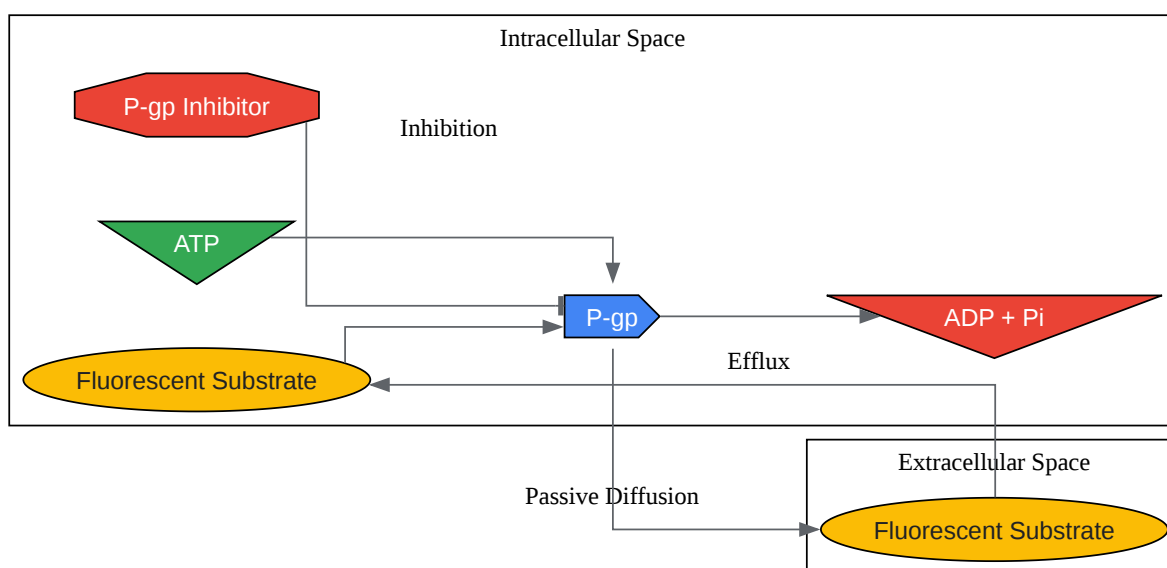 Intracellular Space
P-gp Inhibitor
Inhibition
ATP
P-gp
ADP + Pi
Efflux
Fluorescent Substrate
Extracellular Space
Passive Diffusion
Fluorescent Substrate